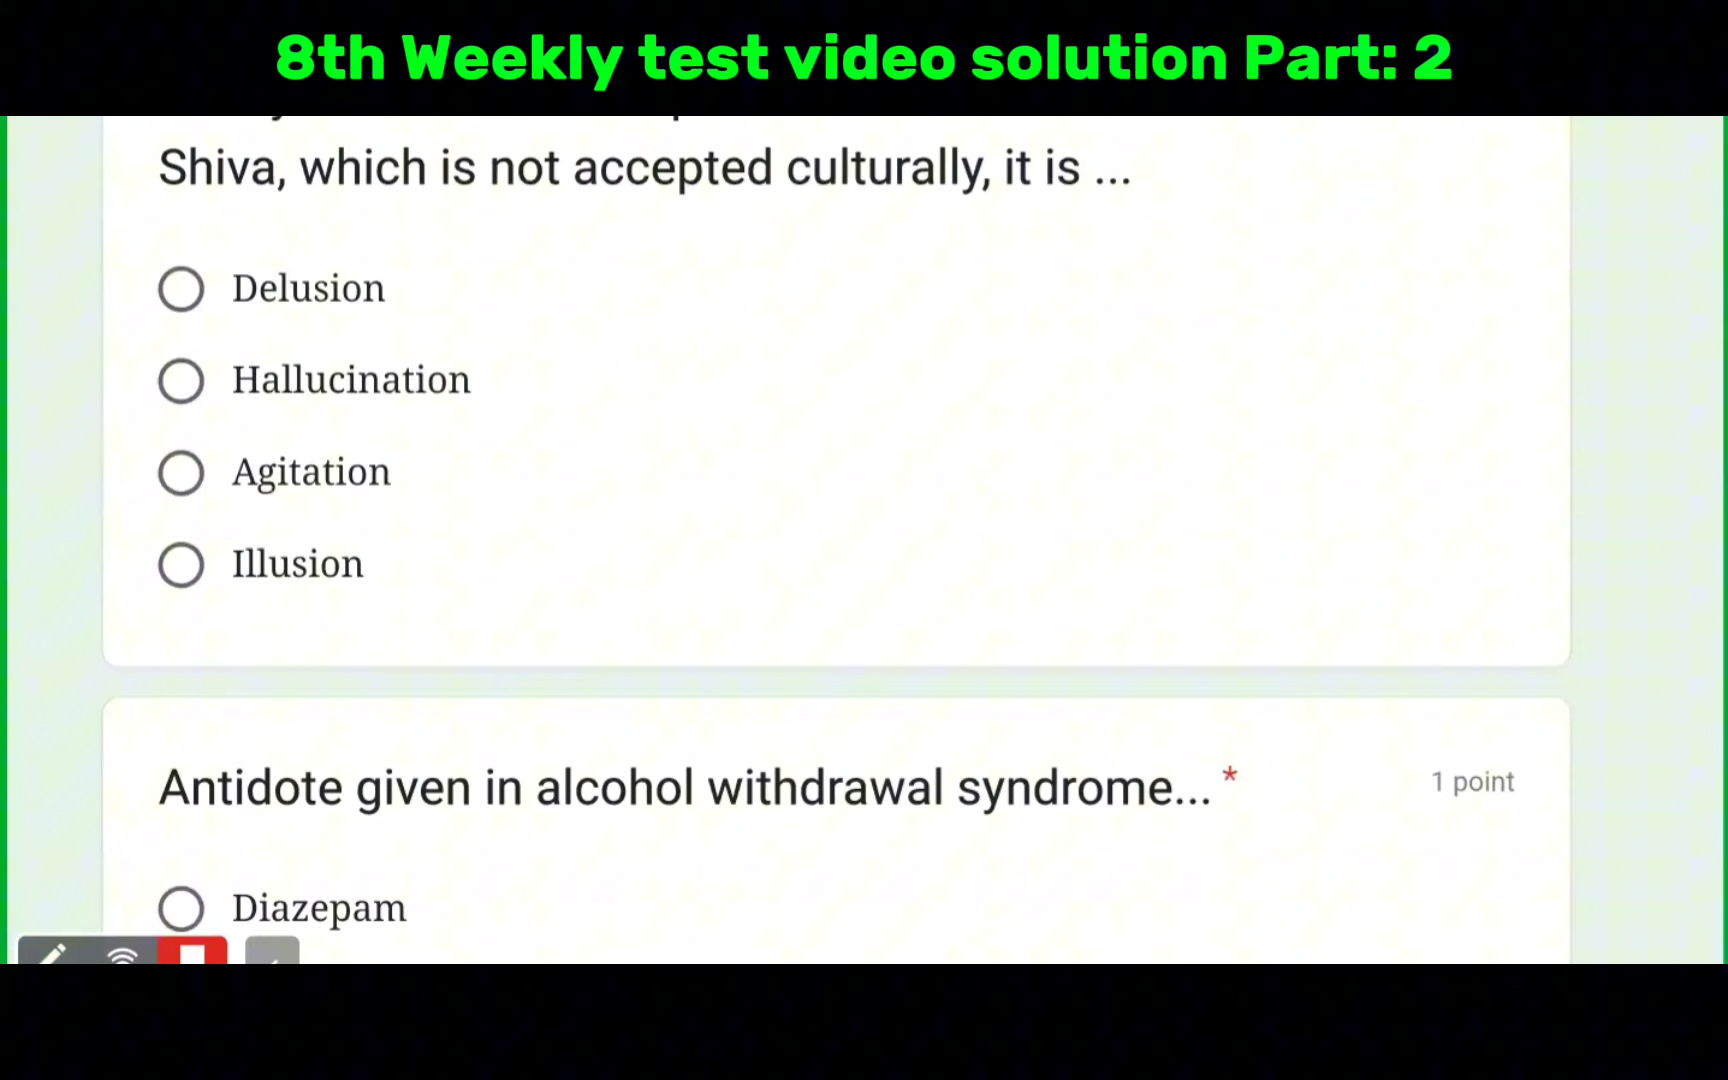 8th Weekly test video solution Part: 2
Shiva, which is not accepted culturally, it is ...
Delusion
Hallucination
Agitation
Illusion
Antidote given in alcohol withdrawal syndrome... *
1 point
Diazepam